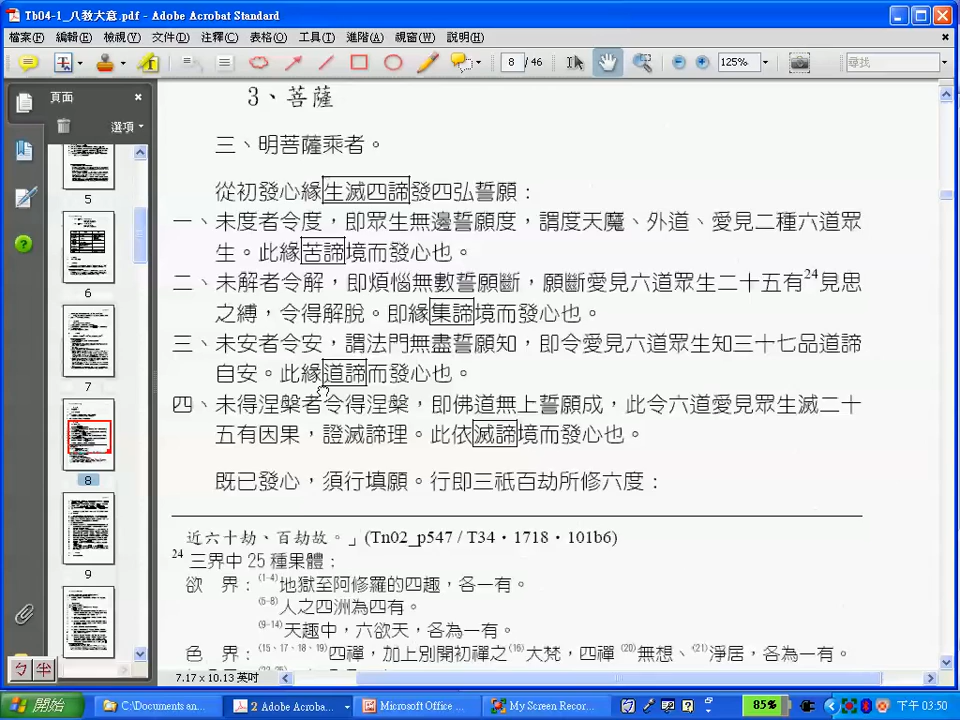 Tb04-1_八教大意.pdf - Adobe Acrobat Standard
檔案(F) 編輯(E) 檢視(V) 文件(D) 注釋(C) 表格(O) 工具(T) 進階(A) 視窗(W) 說明(H)
8 / 46 125% 尋找
頁面
選項
5
6
7
8
9
3、菩薩
三、明菩薩乘者。
從初發心緣生滅四諦發四弘誓願：
一、未度者令度，即眾生無邊誓願度，謂度天魔、外道、愛見二種六道眾
生。此緣苦諦境而發心也。
二、未解者令解，即煩惱無數誓願斷，願斷愛見六道眾生二十五有24見思
之縛，令得解脫。即緣集諦境而發心也。
三、未安者令安，謂法門無盡誓願知，即令愛見六道眾生知三十七品道諦
自安。此緣道諦而發心也。
四、未得涅槃者令得涅槃，即佛道無上誓願成，此令六道愛見眾生滅二十
五有因果，證滅諦理。此依滅諦境而發心也。
既已發心，須行填願。行即三祇百劫所修六度：
近六十劫、百劫故。」(Tn02_p547 / T34‧1718‧101b6)
24 三界中 25 種果體：
欲　界：(1-4)地獄至阿修羅的四趣，各一有。
(5-8)人之四洲為四有。
(9-14)天趣中，六欲天，各為一有。
色　界：(15、17、18、19)四禪，加上別開初禪之(16)大梵，四禪(20)無想、(21)淨居，各為一有。
7.17 x 10.13 英吋
ㄅ 半
開始 C:\Documents an... 2 Adobe Acroba... Microsoft Office ... My Screen Recor... 85% 下午 03:50